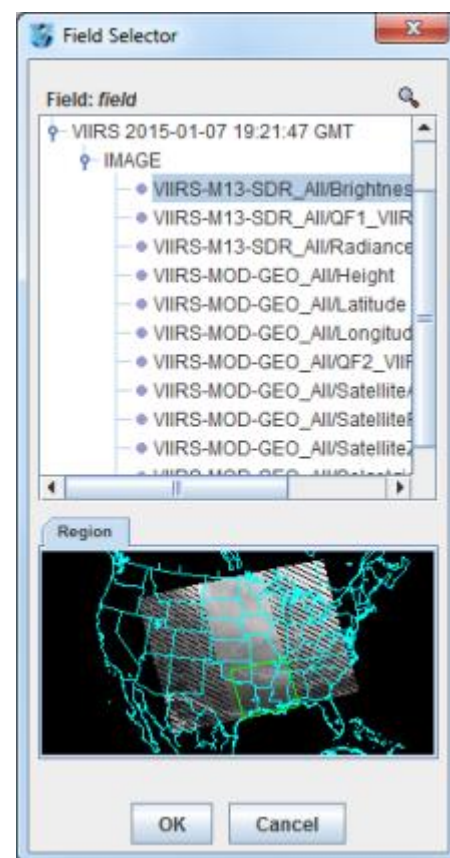 Field Selector
Field: field
VIIRS 2015-01-07 19:21:47 GMT
IMAGE
VIIRS-M13-SDR_All/Brightnes
VIIRS-M13-SDR_All/QF1_VIIR
VIIRS-M13-SDR_All/Radiance
VIIRS-MOD-GEO_All/Height
VIIRS-MOD-GEO_All/Latitude
VIIRS-MOD-GEO_All/Longitud
VIIRS-MOD-GEO_All/QF2_VIIF
VIIRS-MOD-GEO_All/Satellite
VIIRS-MOD-GEO_All/Satellite
VIIRS-MOD-GEO_All/SatelliteZ
Region
OK Cancel